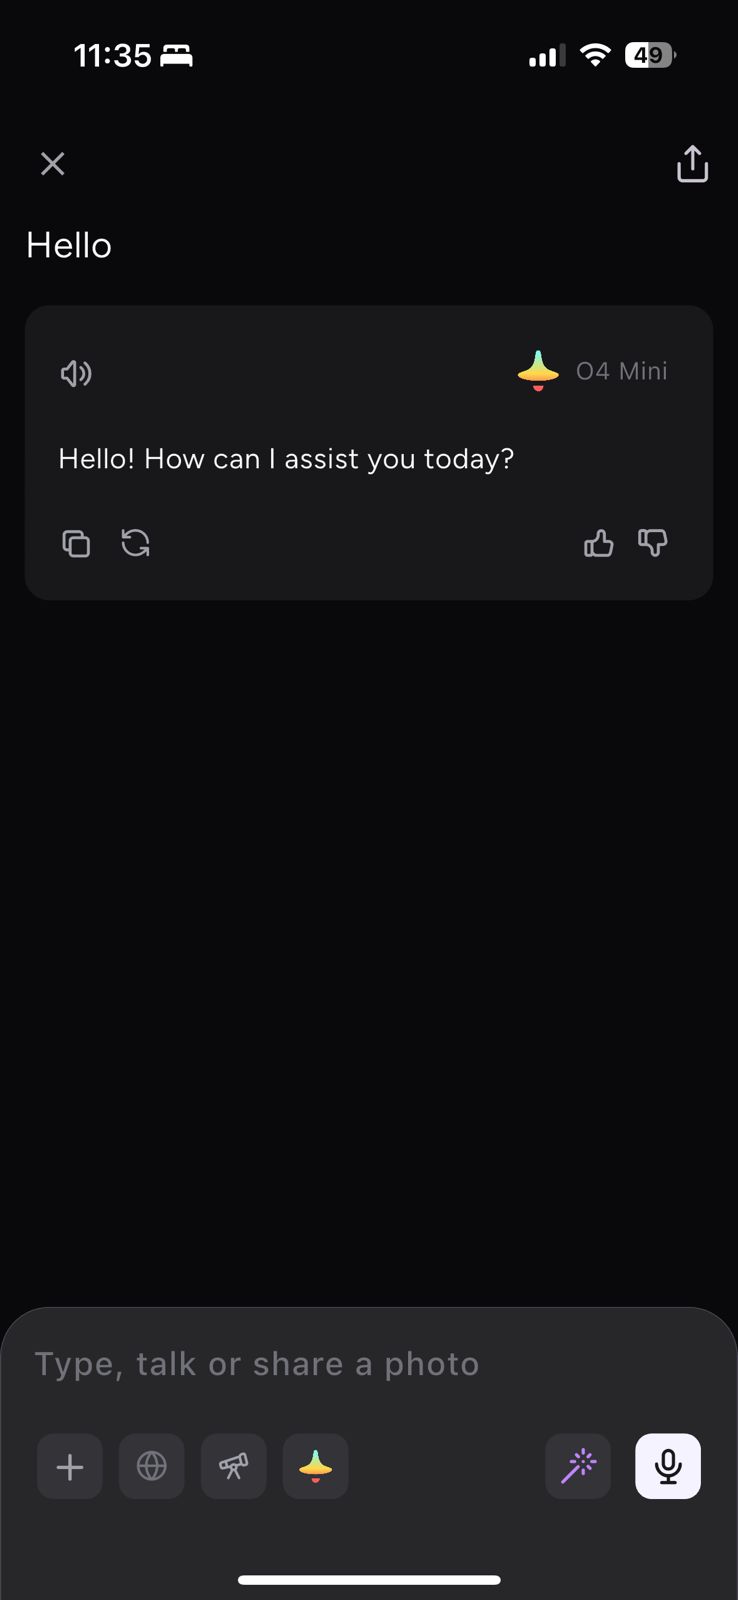 11:35
49
Hello
O4 Mini
Hello! How can I assist you today?
Type, talk or share a photo